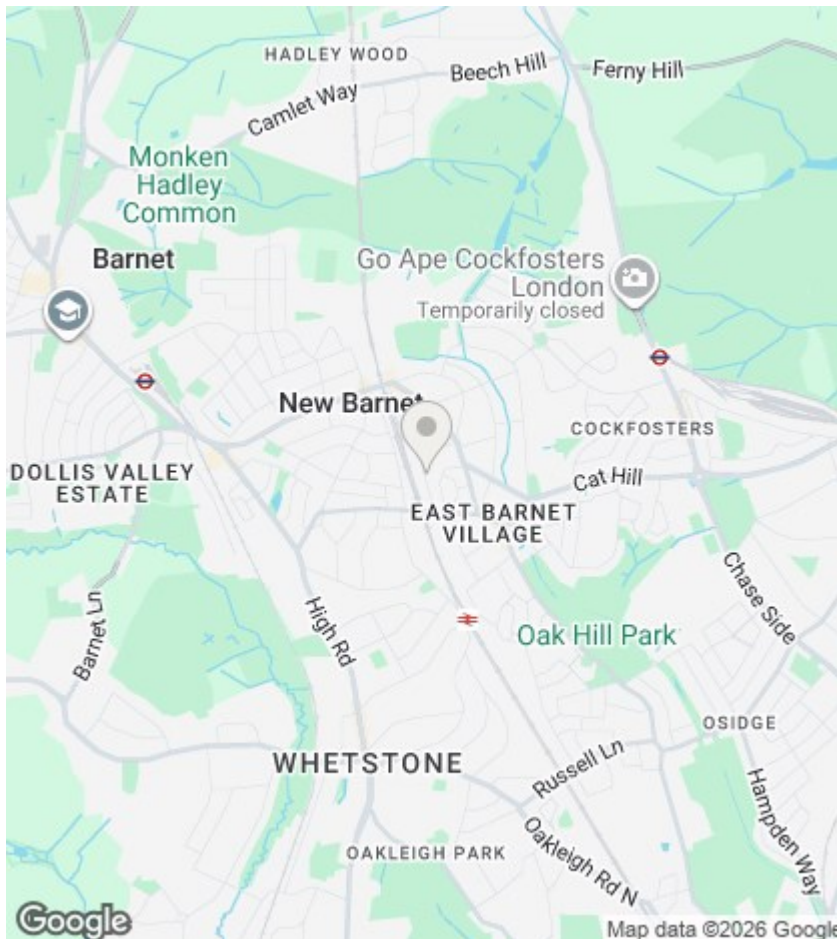 HADLEY WOOD
Beech Hill
Ferny Hill
Camlet Way
Monken
Hadley
Common
Barnet
Go Ape Cockfosters
London
Temporarily closed
New Barnet
COCKFOSTERS
DOLLIS VALLEY
ESTATE
Cat Hill
EAST BARNET
VILLAGE
Chase Side
Barnet Ln
High Rd
Oak Hill Park
OSIDGE
WHETSTONE
Russell Ln
Hampden Way
Oakleigh Rd N
OAKLEIGH PARK
Google
Map data ©2026 Google